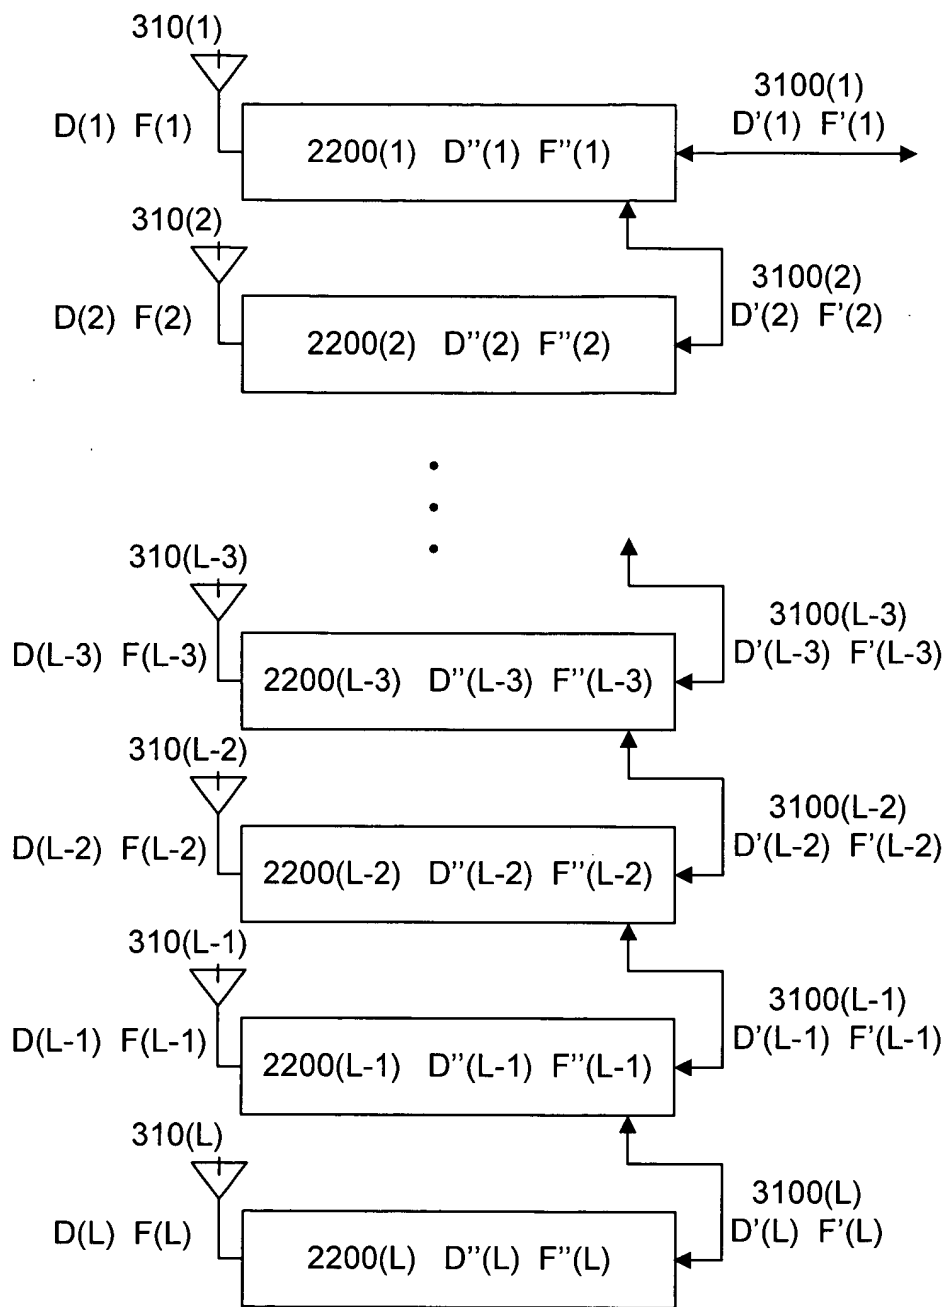 310(1)
3100(1)
D(1) F(1)
D'(1) F'(1)
2200(1) D''(1) F''(1)
310(2)
3100(2)
D(2) F(2)
D'(2) F'(2)
2200(2) D''(2) F''(2)
310(L-3)
3100(L-3)
D(L-3) F(L-3)
D'(L-3) F'(L-3)
2200(L-3) D''(L-3) F''(L-3)
310(L-2)
3100(L-2)
D(L-2) F(L-2)
D'(L-2) F'(L-2)
2200(L-2) D''(L-2) F''(L-2)
310(L-1)
3100(L-1)
D(L-1) F(L-1)
D'(L-1) F'(L-1)
2200(L-1) D''(L-1) F''(L-1)
310(L)
3100(L)
D(L) F(L)
D'(L) F'(L)
2200(L) D''(L) F''(L)